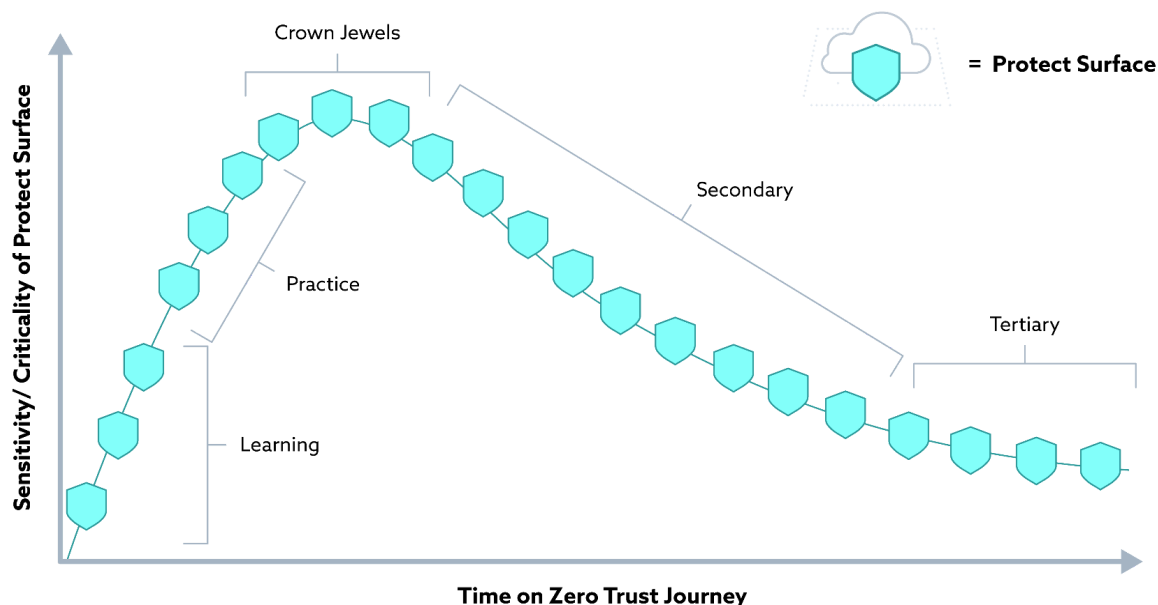 Crown Jewels
= Protect Surface
Secondary
Practice
Tertiary
Learning
Sensitivity/ Criticality of Protect Surface
Time on Zero Trust Journey